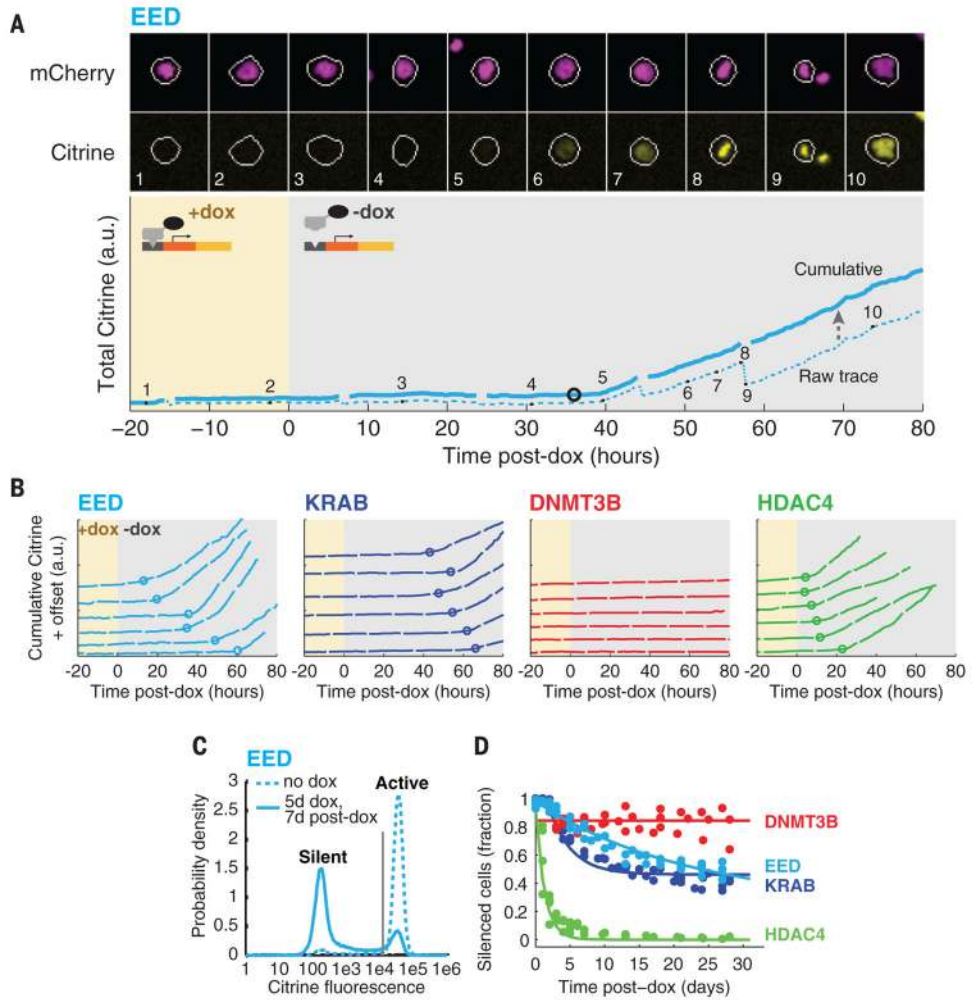 A
EED
mCherry
Citrine
1 2 3 4 5 6 7 8 9 10
Total Citrine (a.u.)
+dox
-dox
Cumulative
Raw trace
1 2 3 4 5 6 7 8 9 10
−20 −10 0 10 20 30 40 50 60 70 80
Time post-dox (hours)
B
EED
KRAB
DNMT3B
HDAC4
+dox -dox
Cumulative Citrine
+ offset (a.u.)
-20 0 20 40 60 80
-20 0 20 40 60 80
-20 0 20 40 60 80
-20 0 20 40 60 80
Time post-dox (hours)
Time post-dox (hours)
Time post-dox (hours)
Time post-dox (hours)
C
EED
no dox
5d dox,
7d post-dox
Active
Silent
Probability density
3
2.5
2
1.5
1
0.5
0
1 10 100 1e3 1e4 1e5 1e6
Citrine fluorescence
D
Silenced cells (fraction)
1
0.8
0.6
0.4
0.2
0
DNMT3B
EED
KRAB
HDAC4
0 5 10 15 20 25 30
Time post−dox (days)